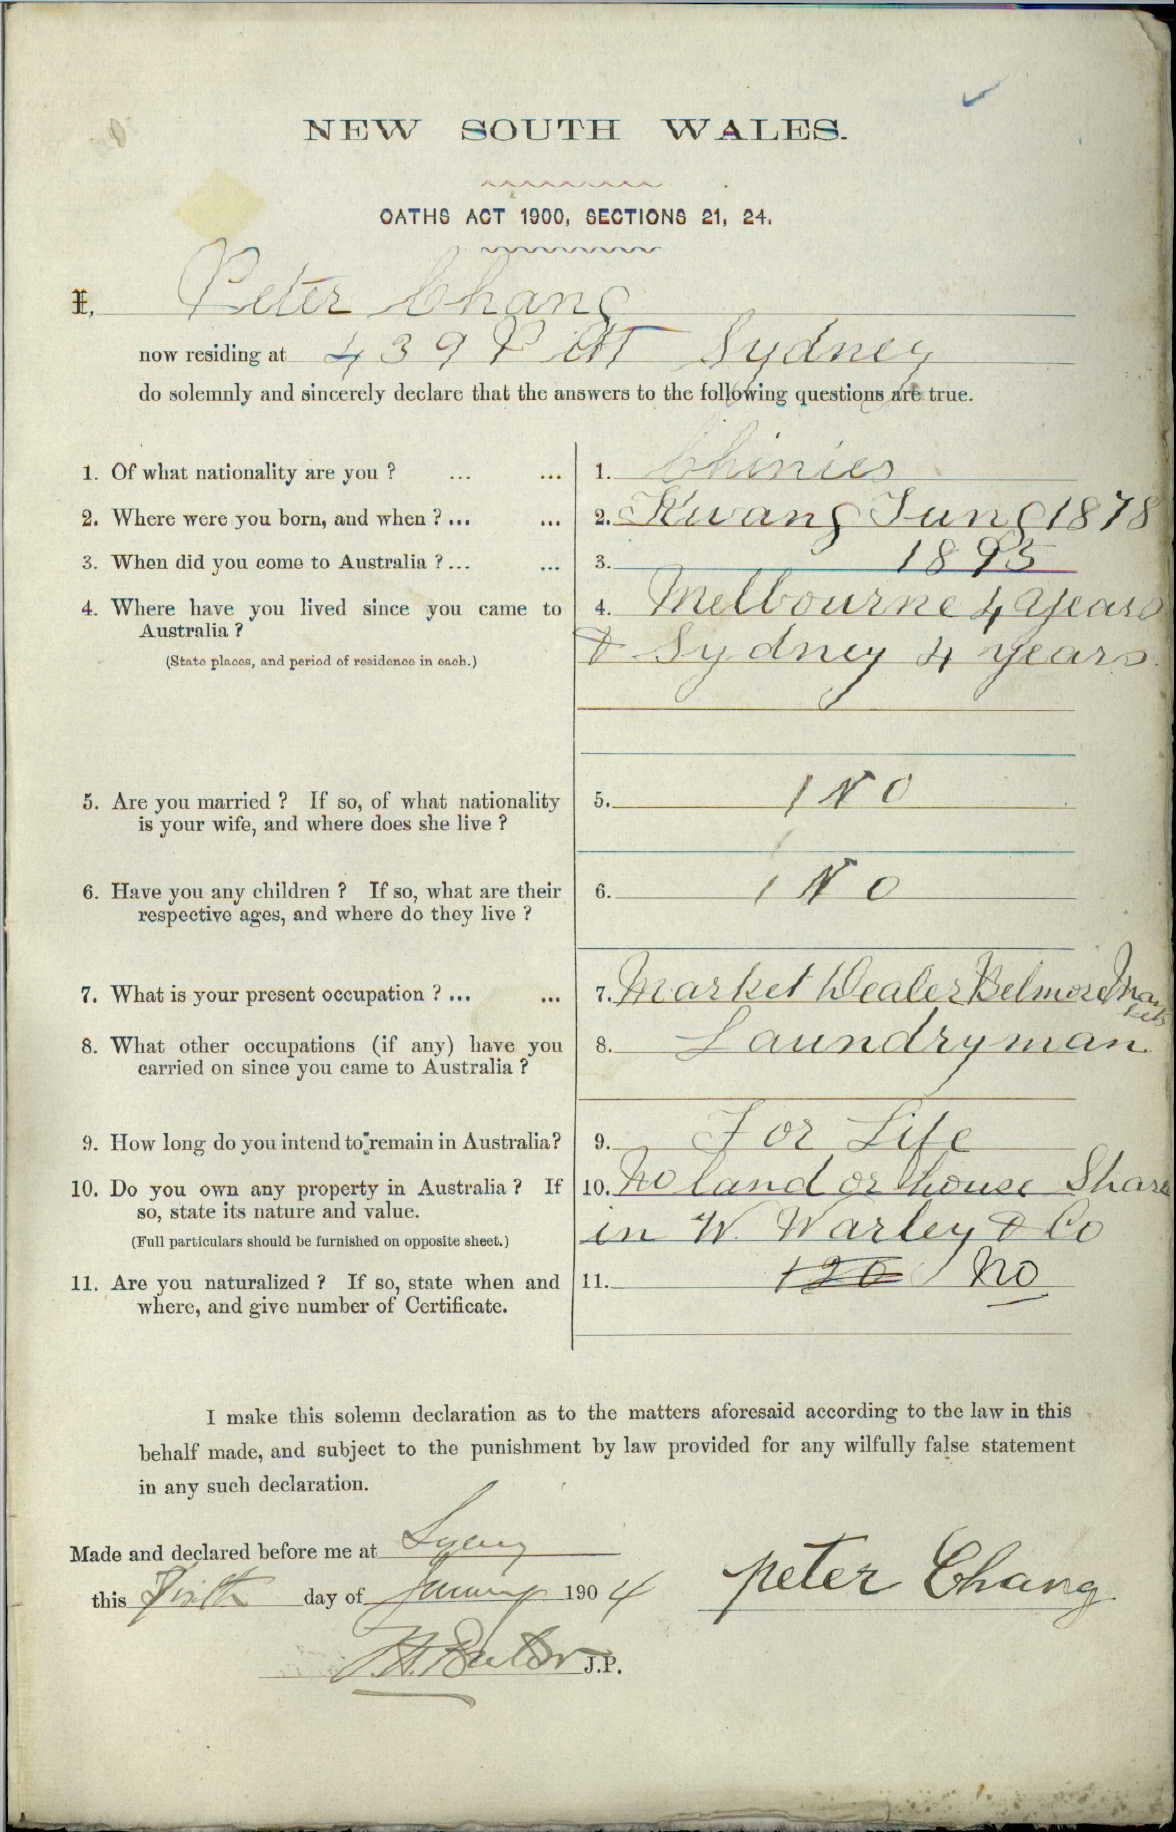 NEW SOUTH WALES.
OATHS ACT 1900, SECTIONS 21, 24.
I, Peter Chang
now residing at 439 Pitt Sydney
do solemnly and sincerely declare that the answers to the following questions are true.
1. Of what nationality are you ? ... ... 1. Chinies
2. Where were you born, and when ? ... ... 2. Kwang Tung 1878
3. When did you come to Australia ? ... ... 3. 1895
4. Where have you lived since you came to 4. Melbourne 4 years
Australia ? & Sydney 4 years
(State places, and period of residence in each.)
5. Are you married ? If so, of what nationality 5. No
is your wife, and where does she live ?
6. Have you any children ? If so, what are their 6. No
respective ages, and where do they live ?
7. What is your present occupation ? ... ... 7. Market Dealer Belmore Mar
kets
8. What other occupations (if any) have you 8. Laundryman
carried on since you came to Australia ?
9. How long do you intend to remain in Australia? 9. For Life
10. Do you own any property in Australia ? If 10. No land or house Share
so, state its nature and value. in W. Warley & Co
(Full particulars should be furnished on opposite sheet.)
11. Are you naturalized ? If so, state when and 11. 120 No
where, and give number of Certificate.
I make this solemn declaration as to the matters aforesaid according to the law in this
behalf made, and subject to the punishment by law provided for any wilfully false statement
in any such declaration.
Made and declared before me at Sydney
this day of January 1904 Peter Chang
J.P.